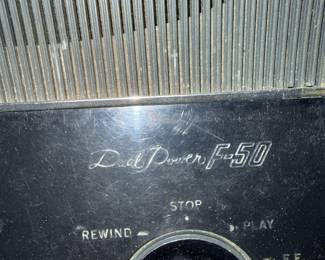 Dual Power F-50
STOP
REWIND PLAY
F.F.